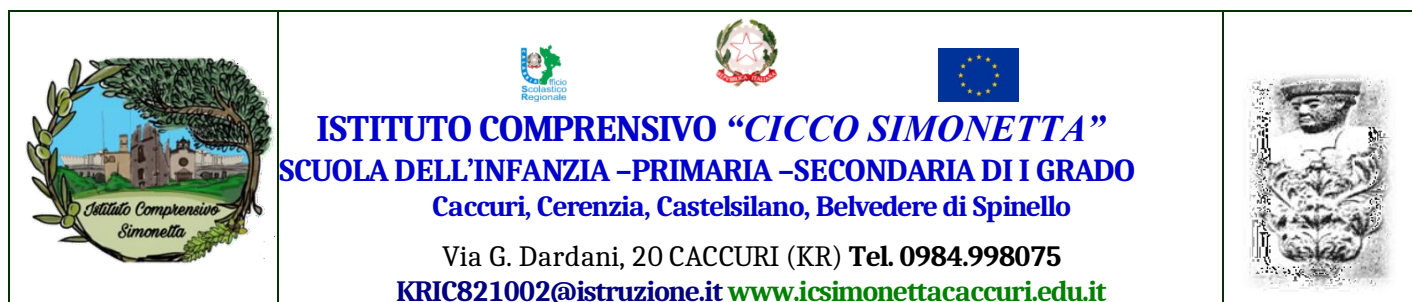 Istituto Comprensivo
Simonetta
Ufficio
Scolastico
Regionale
REPUBBLICA ITALIANA
ISTITUTO COMPRENSIVO “CICCO SIMONETTA”
SCUOLA DELL’INFANZIA –PRIMARIA –SECONDARIA DI I GRADO
Caccuri, Cerenzia, Castelsilano, Belvedere di Spinello
Via G. Dardani, 20 CACCURI (KR) Tel. 0984.998075
KRIC821002@istruzione.it www.icsimonettacaccuri.edu.it